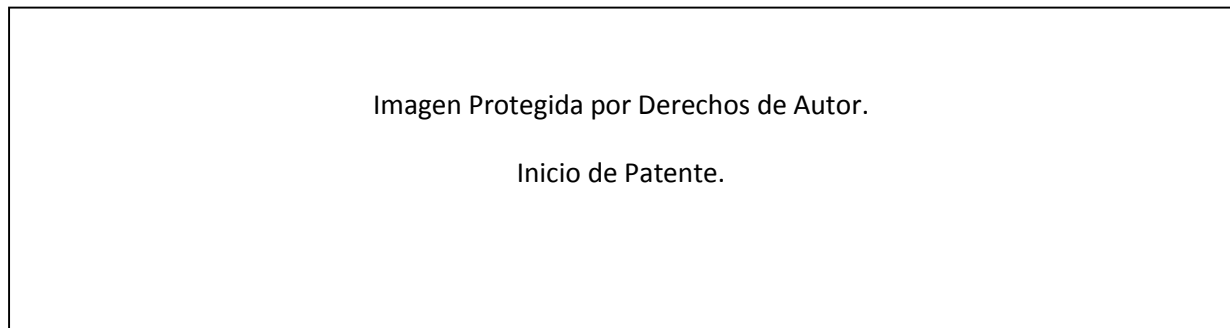 Imagen Protegida por Derechos de Autor.
Inicio de Patente.